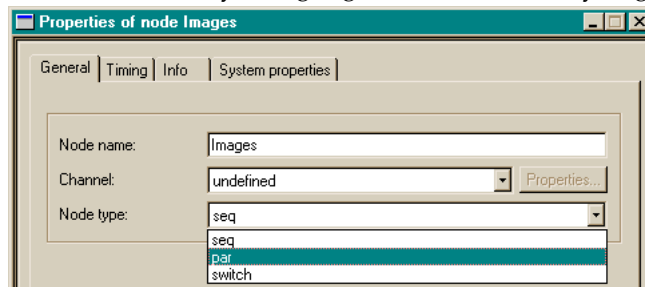 Properties of node Images
General Timing Info System properties
Node name: Images
Channel: undefined Properties...
Node type: seq
seq
par
switch